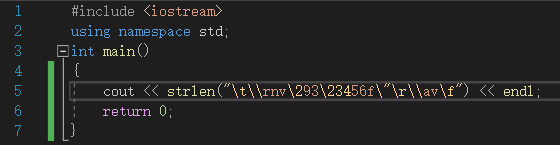 1 #include <iostream>
2 using namespace std;
3 int main()
4 {
5 cout << strlen("\t\\rnv\293\23456f\"\r\\av\f") << endl;
6 return 0;
7 }